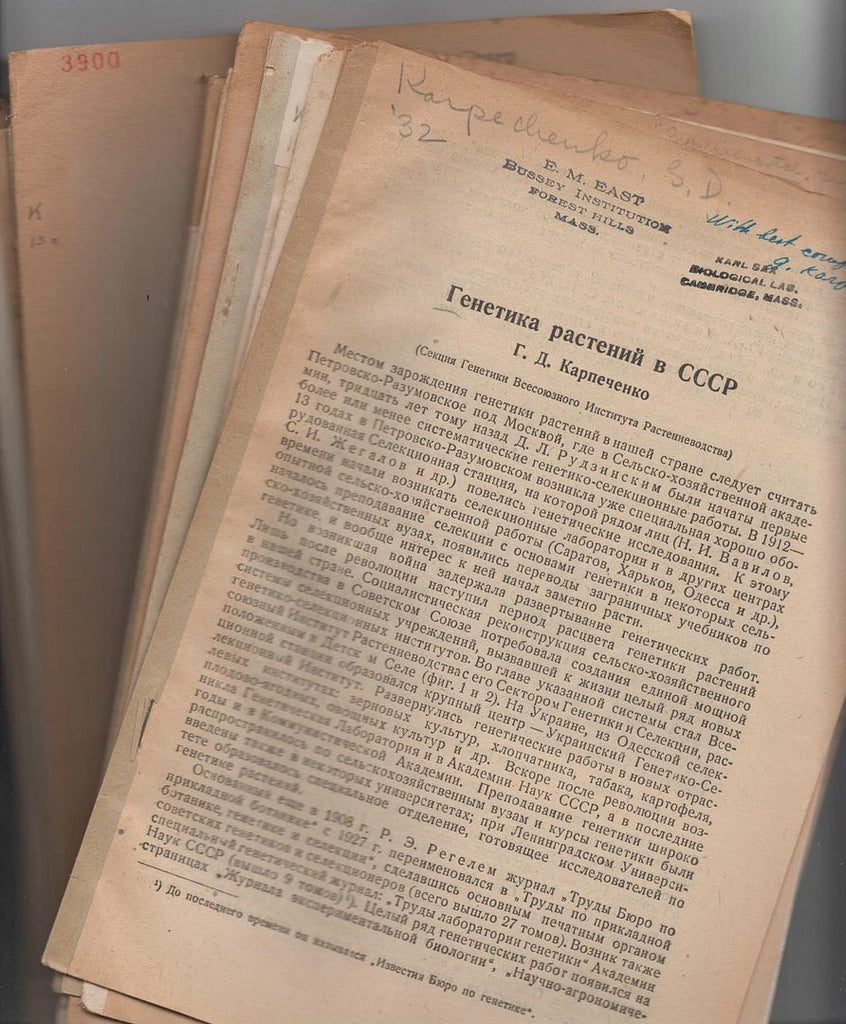 3900
K
Karpechenko, G. D.
'32
E. M. EAST
BUSSEY INSTITUTION
FOREST HILLS
MASS.
With best
KARL SAX
BIOLOGICAL LAB.
CAMBRIDGE, MASS.
Генетика растений в СССР
Г. Д. Карпеченко
(Секция Генетики Всесоюзного Института Растениеводства)
Местом зарождения генетики растений в нашей стране следует считать
Петровско-Разумовское под Москвой, где в Сельско-хозяйственной акаде-
мии, тридцать лет тому назад Д. Л. Рудзинским были начаты первые
более или менее систематические генетико-селекционные работы. В 1912—
13 годах в Петровско-Разумовском возникла уже специальная хорошо обо-
рудованная Селекционная станция, на которой рядом лиц (Н. И. Вавилов,
С. И. Жегалов и др.) повелись генетические исследования. К этому
времени начали возникать селекционные лаборатории и в других центрах
опытной сельско-хозяйственной работы (Саратов, Харьков, Одесса и др.),
началось преподавание селекции с основами генетики в некоторых сель-
ско-хозяйственных вузах, появились переводы заграничных учебников по
генетике, и вообще интерес к ней начал заметно расти.
Но возникшая война задержала развертывание генетических работ.
Лишь после революции наступил период расцвета генетики растений
в нашей стране. Социалистическая реконструкция сельско-хозяйственного
производства в Советском Союзе потребовала создания единой мощной
системы селекционных учреждений, вызвавшей к жизни целый ряд новых
генетико-селекционных институтов. Во главе указанной системы стал Все-
союзный Институт Растениеводства с его Сектором Генетики и Селекции, рас-
положенным в Детском Селе (фиг. 1 и 2). На Украине, из Одесской селек-
ционной станции образовался крупный центр — Украинский Генетико-Се-
лекционный Институт. Развернулись генетические работы в новых отрас-
левых институтах: зерновых культур, хлопчатника, табака, картофеля,
плодово-ягодных, овощных культур и др. Вскоре после революции воз-
никла Генетическая Лаборатория и в Академии Наук СССР, а в последние
годы и в Коммунистической Академии. Преподавание генетики широко
распространилось по сельскохозяйственным вузам и курсы генетики были
введены также в некоторых университетах; при Ленинградском Универси-
тете образовалось специальное отделение, готовящее исследователей по
генетике растений.
Основанный еще в 1908 г. Р. Э. Регелем журнал „Труды Бюро по
прикладной ботанике“ с 1927 г. переименовался в „Труды по прикладной
ботанике, генетике и селекции“, сделавшись основным печатным органом
советских генетиков и селекционеров (всего вышло 27 томов). Возник также
специальный генетический журнал: „Труды лаборатории генетики“ Академии
Наук СССР (вышло 9 томов)¹). Целый ряд генетических работ появился на
страницах „Журнала экспериментальной биологии“, „Научно-агрономиче-
¹) До последнего времени он назывался „Известия Бюро по генетике“.